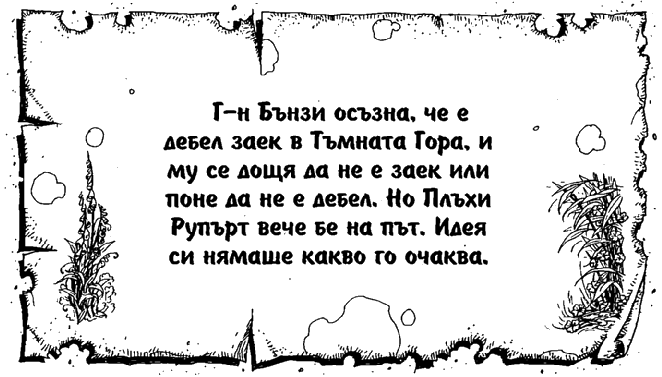 Г-н Бънзи осъзна, че е
дебел заек в Тъмната Гора, и
му се дощя да не е заек или
поне да не е дебел. Но Плъхи
Рупърт вече бе на път. Идея
си нямаше какво го очаква.